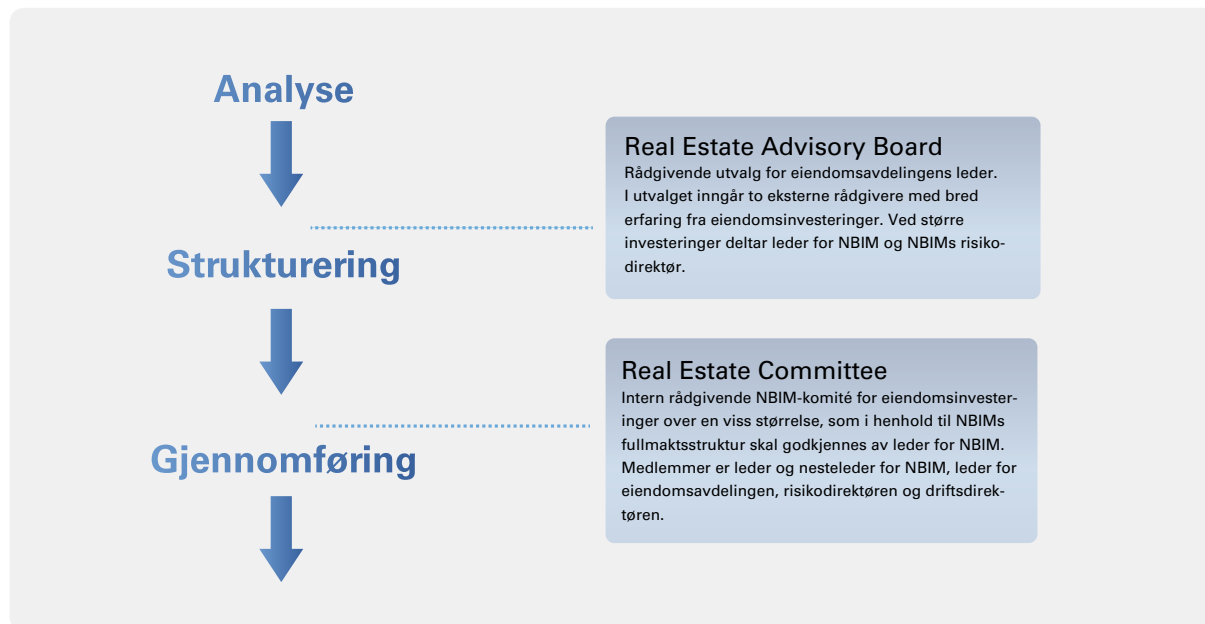 Analyse
Real Estate Advisory Board
Rådgivende utvalg for eiendomsavdelingens leder.
I utvalget inngår to eksterne rådgivere med bred
erfaring fra eiendomsinvesteringer. Ved større
investeringer deltar leder for NBIM og NBIMs risiko-
direktør.
Strukturering
Real Estate Committee
Intern rådgivende NBIM-komité for eiendomsinvester-
inger over en viss størrelse, som i henhold til NBIMs
fullmaktsstruktur skal godkjennes av leder for NBIM.
Medlemmer er leder og nesteleder for NBIM, leder for
eiendomsavdelingen, risikodirektøren og driftsdirek-
tøren.
Gjennomføring